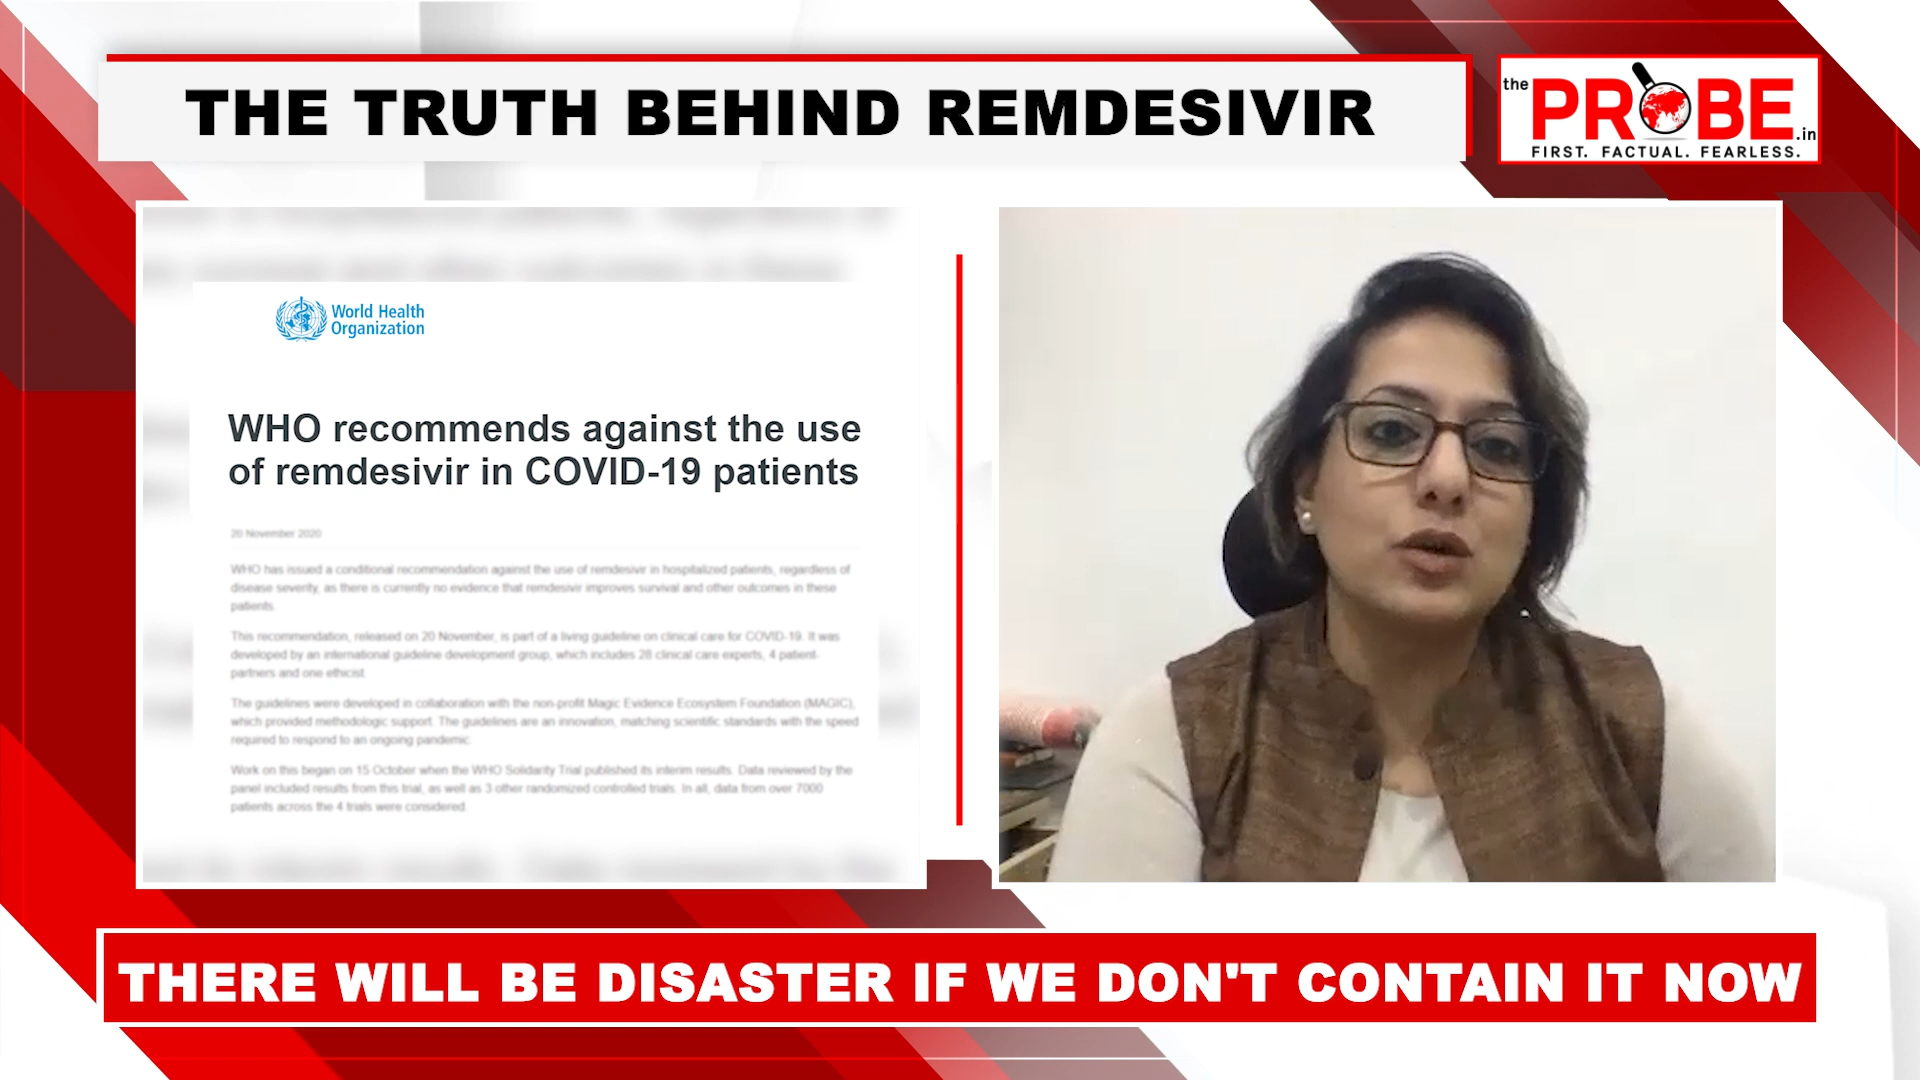 THE TRUTH BEHIND REMDESIVIR
the
PROBE
.in
FIRST. FACTUAL. FEARLESS.
World Health
Organization
WHO recommends against the use
of remdesivir in COVID-19 patients
20 November 2020
WHO has issued a conditional recommendation against the use of remdesivir in hospitalized patients, regardless of
disease severity, as there is currently no evidence that remdesivir improves survival and other outcomes in these
patients.
This recommendation, released on 20 November, is part of a living guideline on clinical care for COVID-19. It was
developed by an international guideline development group, which includes 28 clinical care experts, 4 patient-
partners and one ethicist.
The guidelines were developed in collaboration with the non-profit Magic Evidence Ecosystem Foundation (MAGIC),
which provided methodologic support. The guidelines are an innovation, matching scientific standards with the speed
required to respond to an ongoing pandemic.
Work on this began on 15 October when the WHO Solidarity Trial published its interim results. Data reviewed by the
panel included results from this trial, as well as 3 other randomized controlled trials. In all, data from over 7000
patients across the 4 trials were considered.
THERE WILL BE DISASTER IF WE DON'T CONTAIN IT NOW